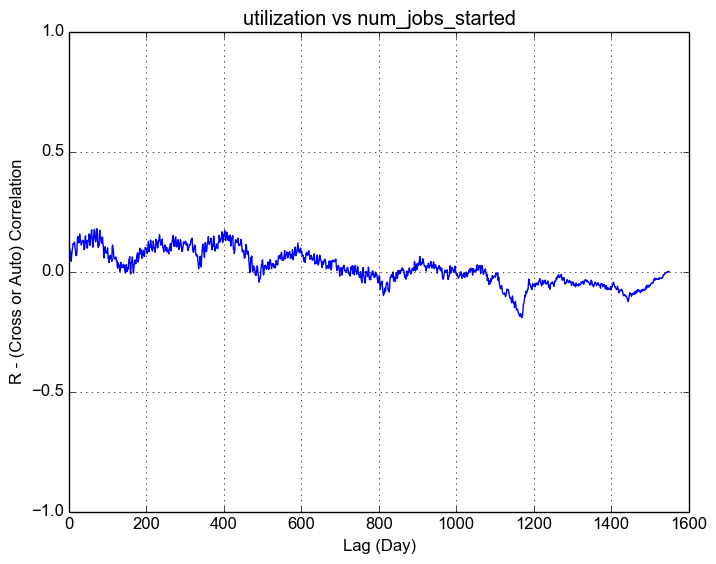 utilization vs num_jobs_started
1.0
0.5
0.0
−0.5
−1.0
R - (Cross or Auto) Correlation
0 200 400 600 800 1000 1200 1400 1600
Lag (Day)